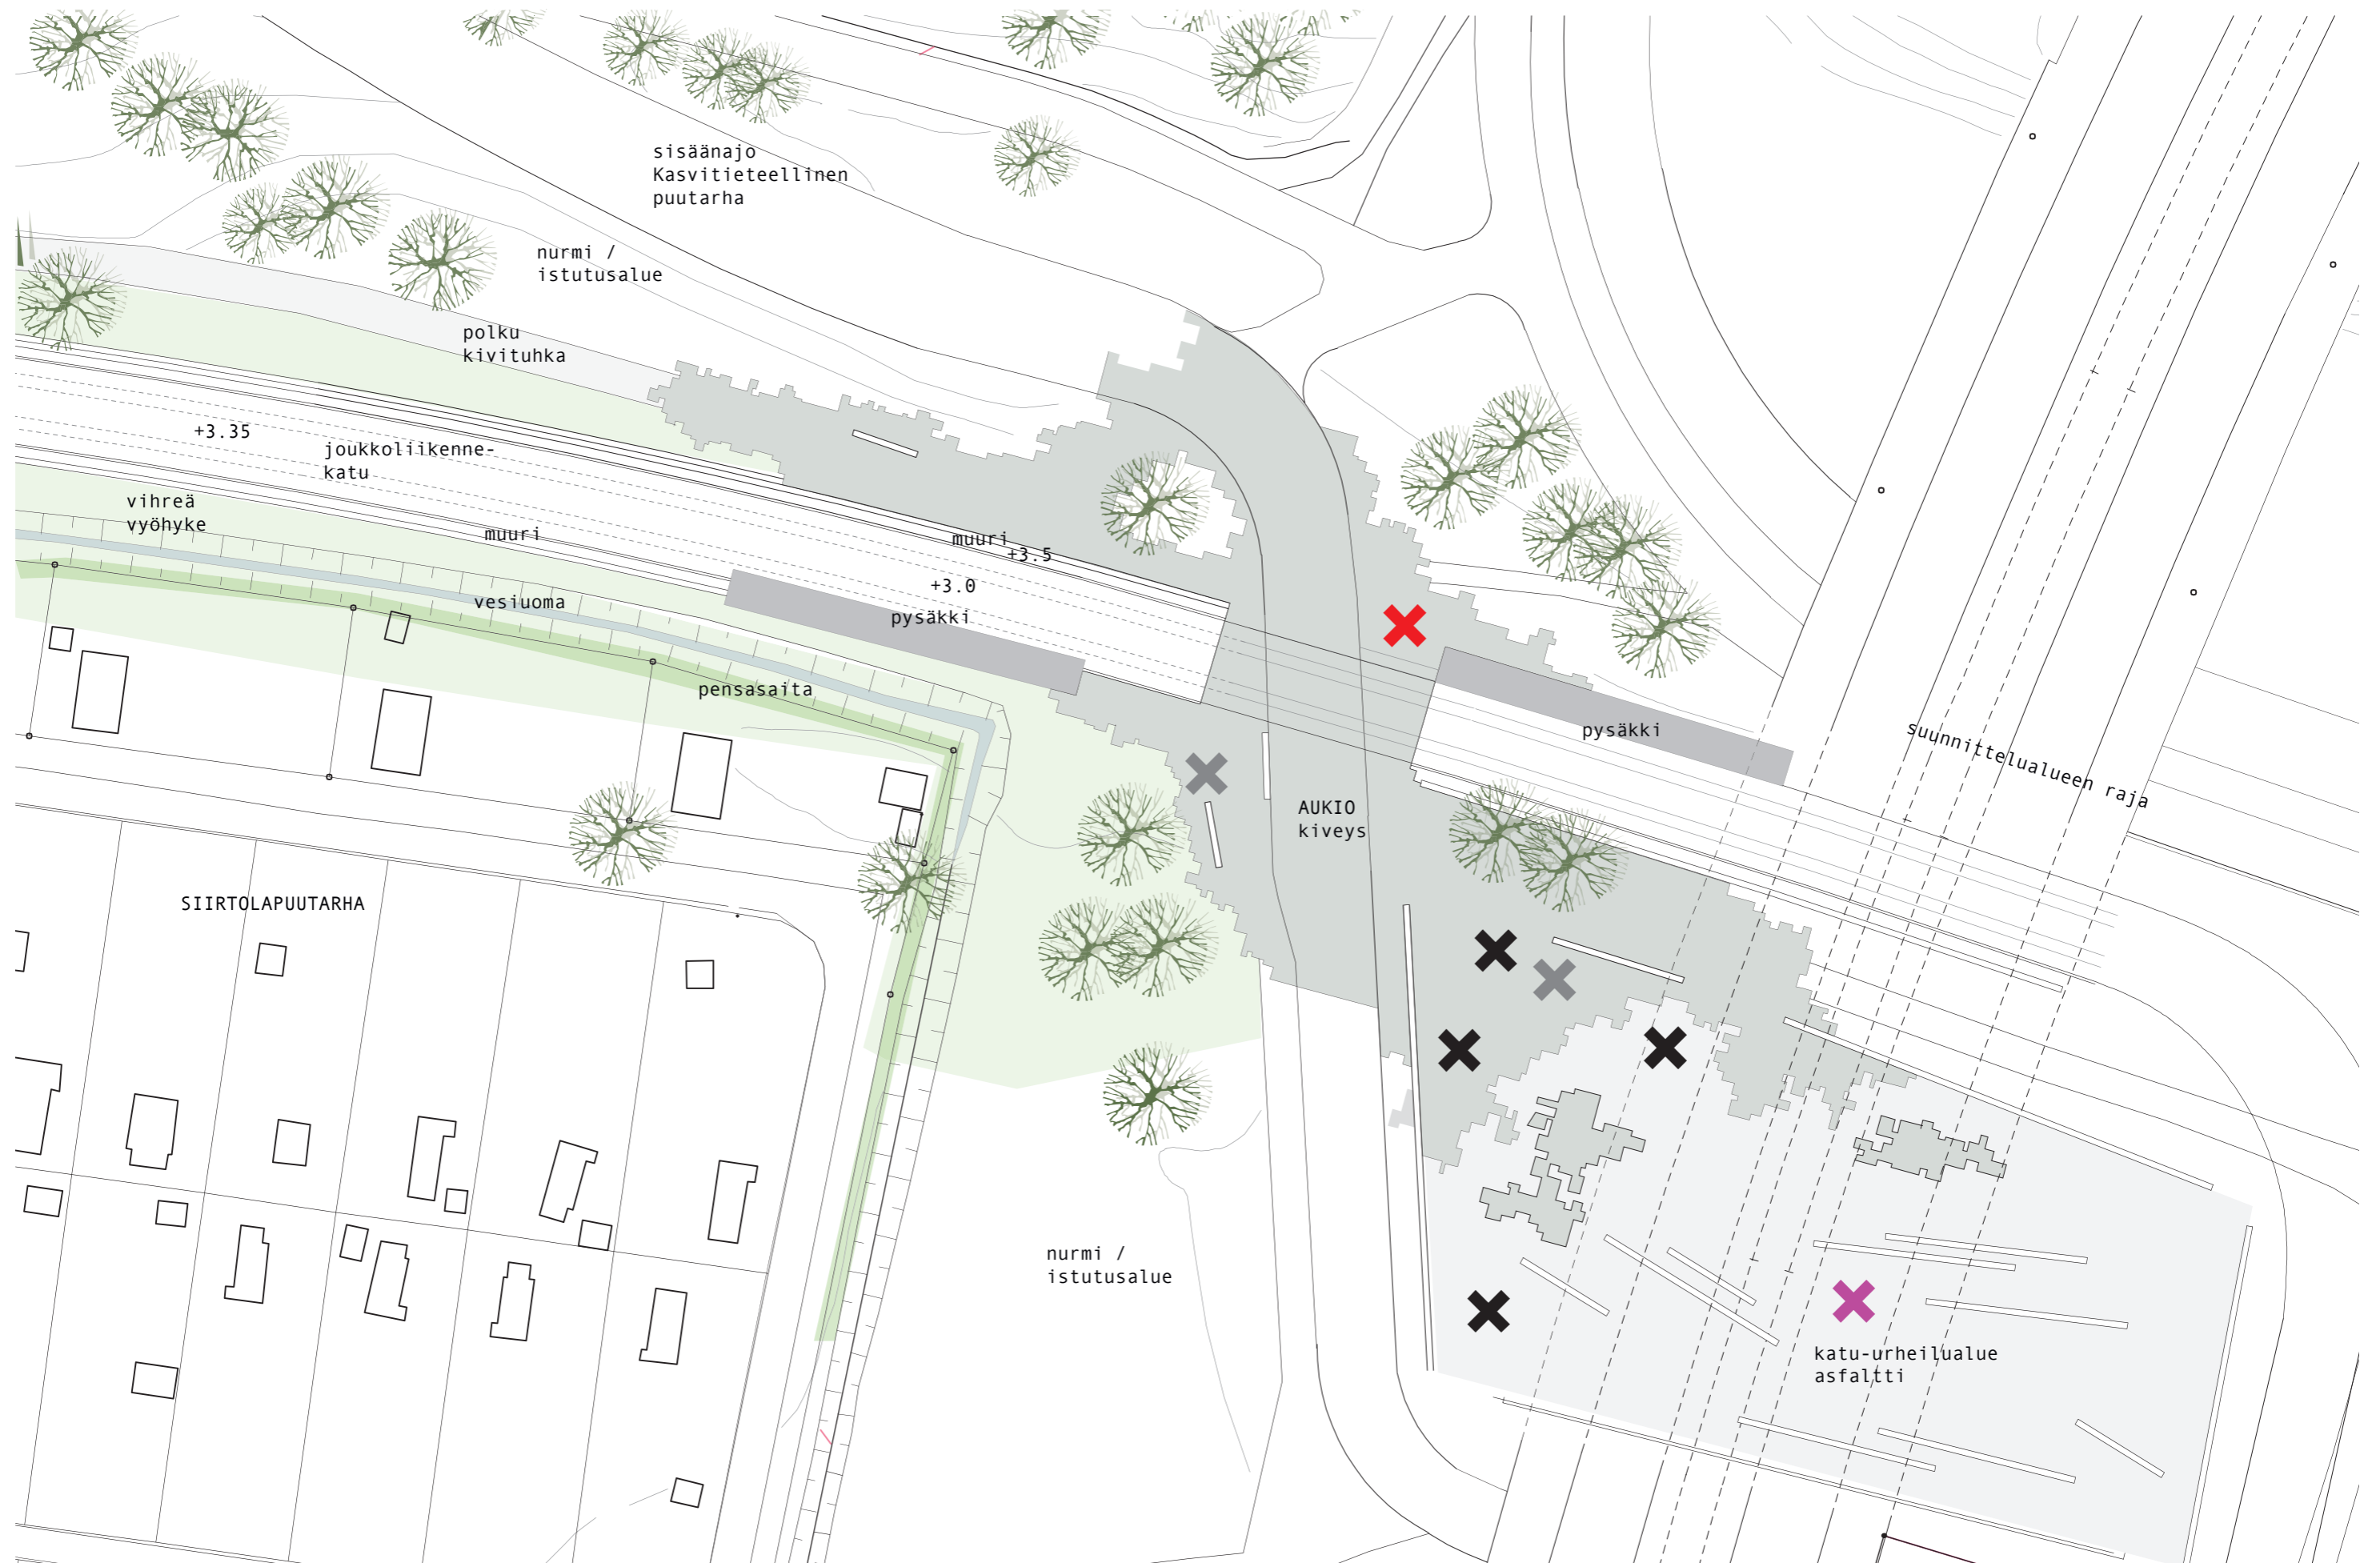 sisäänajo
Kasvitieteellinen
puutarha
nurmi /
istutusalue
polku
kivituhka
+3.35
joukkoliikenne-
katu
vihreä
vyöhyke
muuri
muuri
+3.5
+3.0
vesiuoma
pysäkki
pensasaita
pysäkki
suunnittelualueen raja
AUKIO
kiveys
SIIRTOLAPUUTARHA
nurmi /
istutusalue
katu-urheilualue
asfaltti